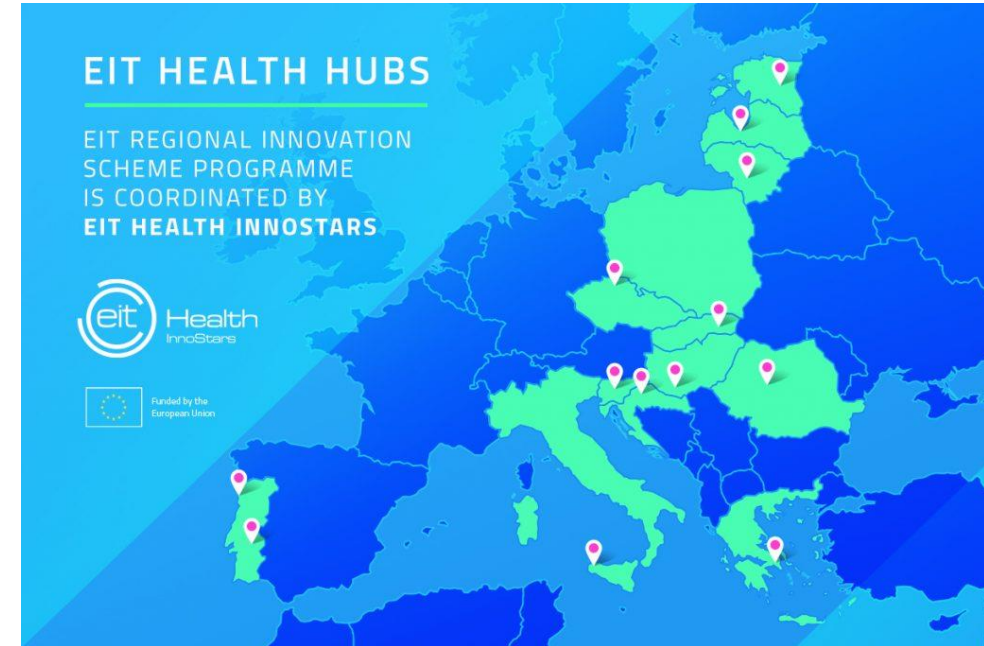 EIT HEALTH HUBS
EIT REGIONAL INNOVATION
SCHEME PROGRAMME
IS COORDINATED BY
EIT HEALTH INNOSTARS
eit Health
InnoStars
Funded by the
European Union